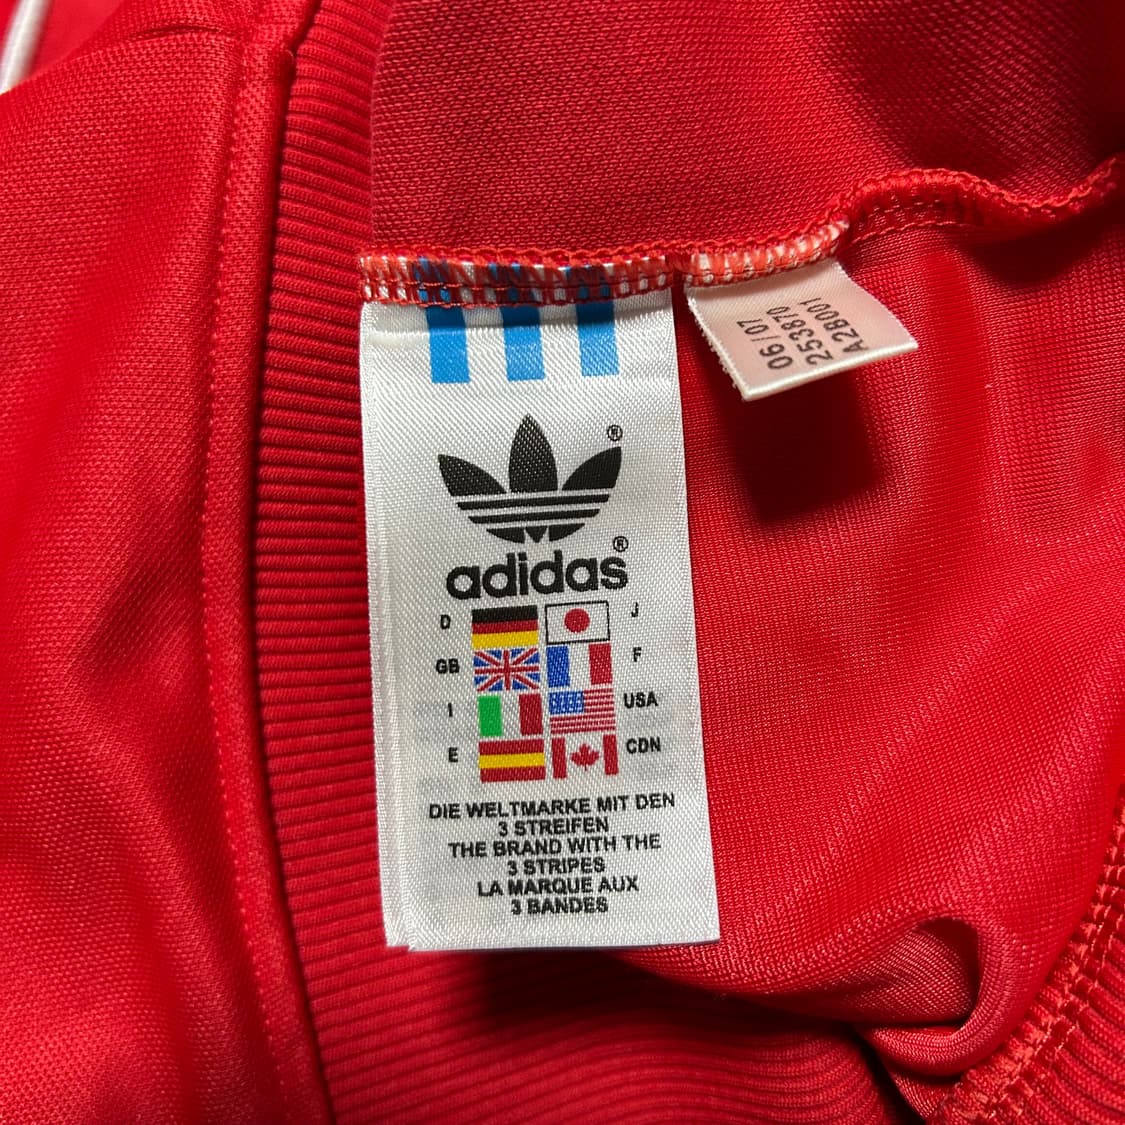 06/07
253870
A2B001
®
adidas®
D J
GB F
I USA
E CDN
DIE WELTMARKE MIT DEN
3 STREIFEN
THE BRAND WITH THE
3 STRIPES
LA MARQUE AUX
3 BANDES